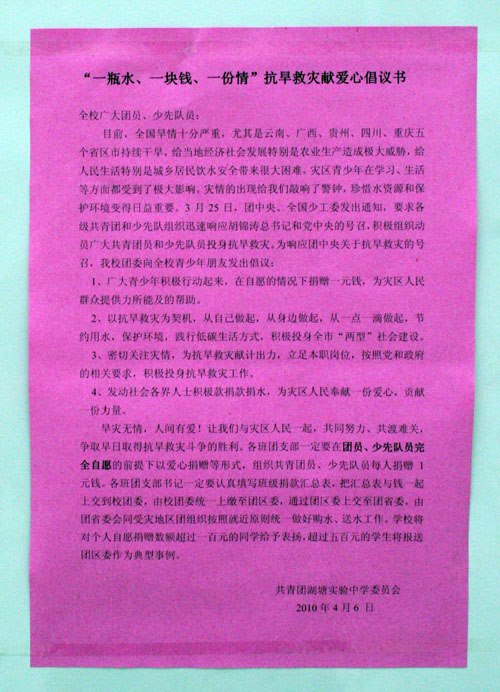 “一瓶水、一块钱、一份情”抗旱救灾献爱心倡议书
全校广大团员、少先队员：
目前，全国旱情十分严重，尤其是云南、广西、贵州、四川、重庆五
个省区市持续干旱，给当地经济社会发展特别是农业生产造成极大威胁，给
人民生活特别是城乡居民饮水安全带来很大困难。灾区青少年在学习、生活
等方面都受到了极大影响。灾情的出现给我们敲响了警钟，珍惜水资源和保
护环境变得日益重要。3 月 25 日，团中央、全国少工委发出通知，要求各
级共青团和少先队组织迅速响应胡锦涛总书记和党中央的号召，积极组织动
员广大共青团员和少先队员投身抗旱救灾。为响应团中央关于抗旱救灾的号
召，我校团委向全校青少年朋友发出倡议：
1、广大青少年积极行动起来，在自愿的情况下捐赠一元钱，为灾区人民
群众提供力所能及的帮助。
2、以抗旱救灾为契机，从自己做起，从身边做起，从一点一滴做起，节
约用水，保护环境，践行低碳生活方式，积极投身全市“两型”社会建设。
3、密切关注灾情，为抗旱救灾献计出力，立足本职岗位，按照党和政府
的相关要求，积极投身抗旱救灾工作。
4、发动社会各界人士积极款捐款捐水，为灾区人民奉献一份爱心，贡献
一份力量。
旱灾无情，人间有爱！让我们与灾区人民一起，共同努力、共渡难关，
争取早日取得抗旱救灾斗争的胜利。各班团支部一定要在团员、少先队员完
全自愿的前提下以爱心捐赠等形式，组织共青团员、少先队员每人捐赠 1
元钱。各班团支部书记一定要认真填写班级捐款汇总表，把汇总表与钱一起
上交到校团委，由校团委统一上缴至团区委，通过团区委上交至团省委，由
团省委会同受灾地区团组织按照就近原则统一做好购水、送水工作。学校将
对个人自愿捐赠数额超过一百元的同学给予表扬，超过五百元的学生将报送
团区委作为典型事例。
共青团湖塘实验中学委员会
2010 年 4 月 6 日